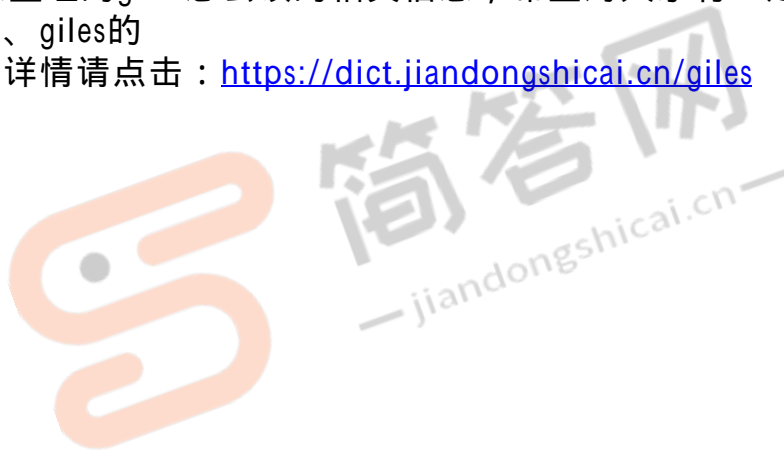 、giles的
详情请点击：https://dict.jiandongshicai.cn/giles
简答网
jiandongshicai.cn